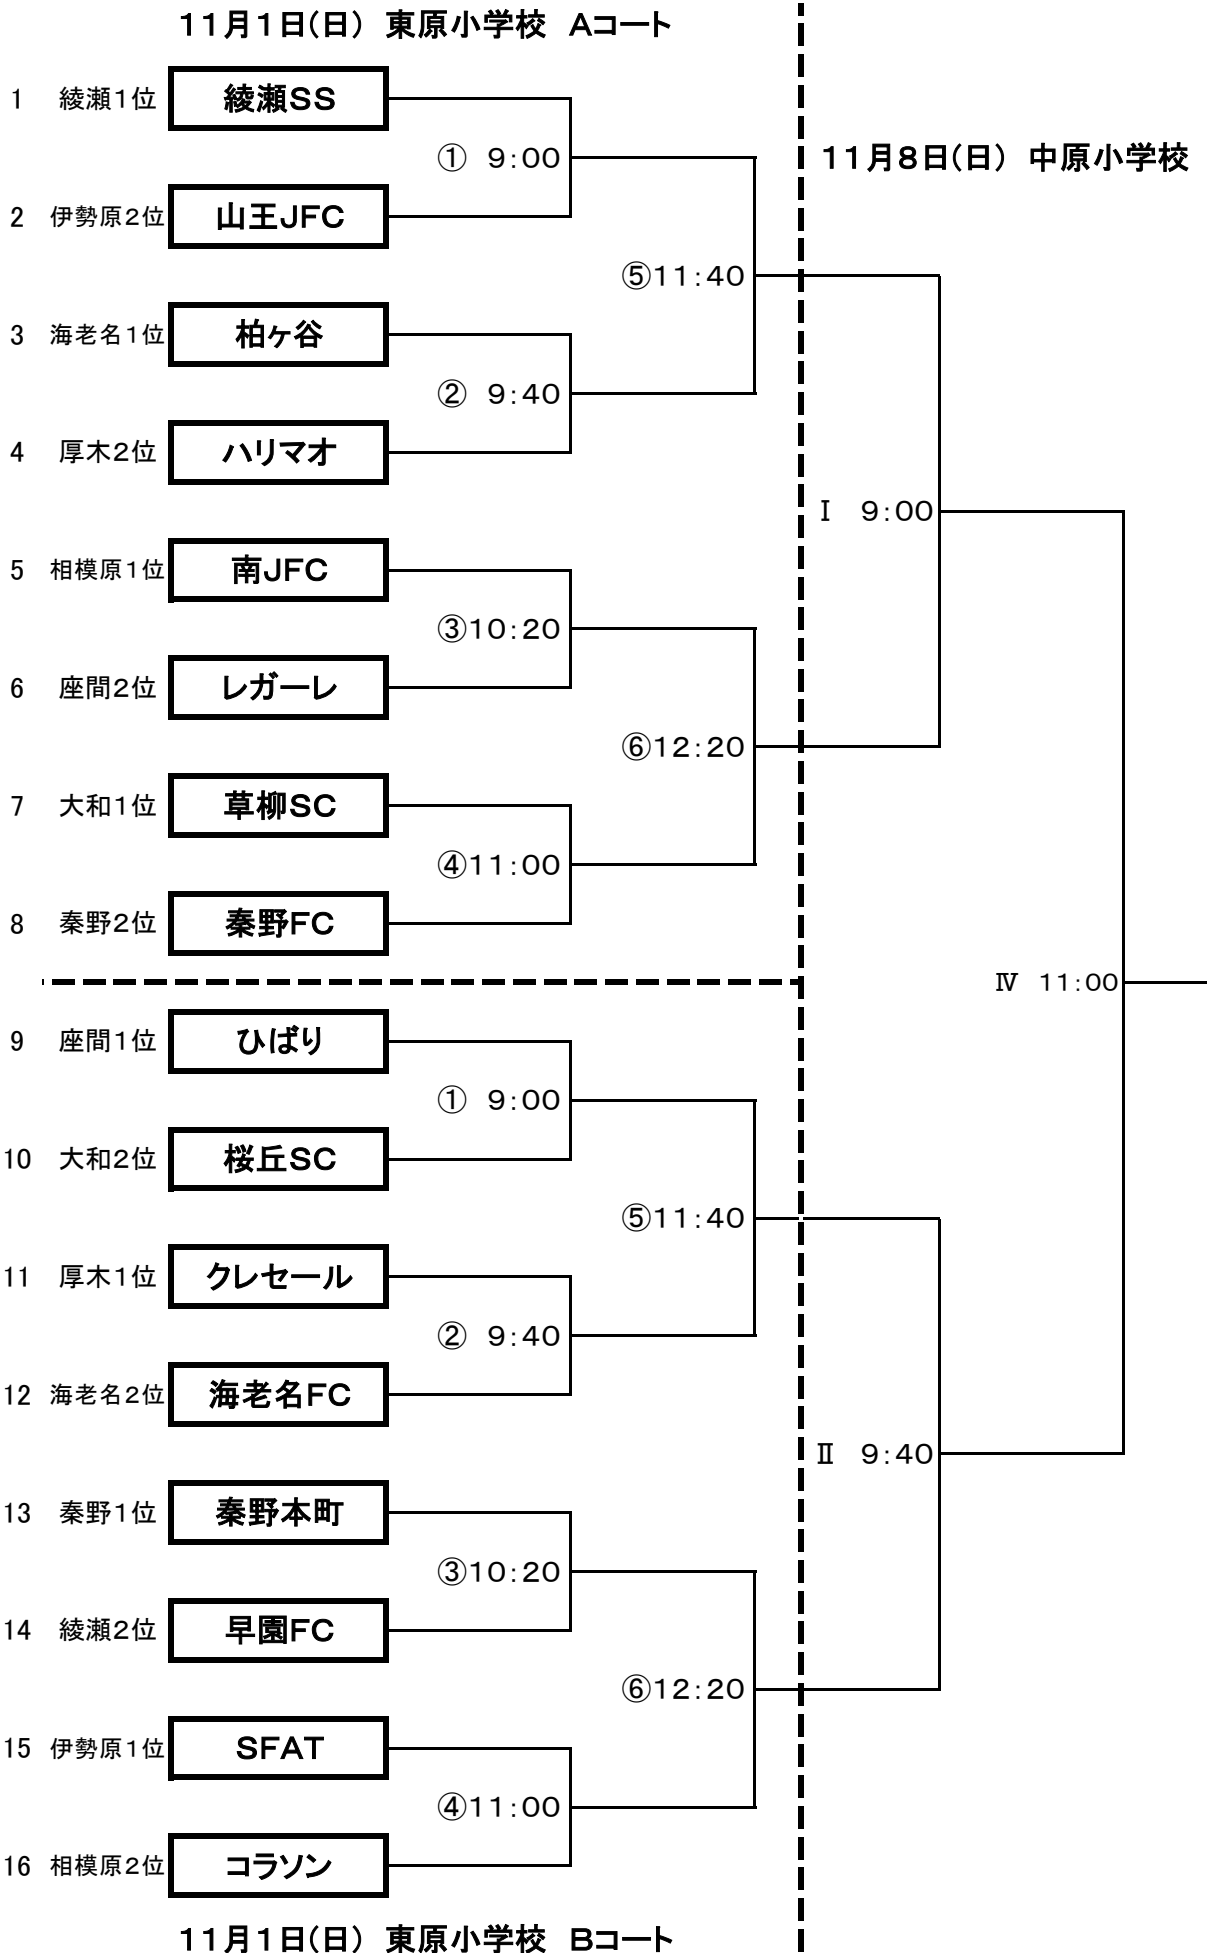 11月1日(日) 東原小学校 Aコート
1 綾瀬1位 綾瀬SS
① 9:00
11月8日(日) 中原小学校
2 伊勢原2位 山王JFC
⑤11:40
3 海老名1位 柏ヶ谷
② 9:40
4 厚木2位 ハリマオ
Ⅰ 9:00
5 相模原1位 南JFC
③10:20
6 座間2位 レガーレ
⑥12:20
7 大和1位 草柳SC
④11:00
8 秦野2位 秦野FC
Ⅳ 11:00
9 座間1位 ひばり
① 9:00
10 大和2位 桜丘SC
⑤11:40
11 厚木1位 クレセール
② 9:40
12 海老名2位 海老名FC
Ⅱ 9:40
13 秦野1位 秦野本町
③10:20
14 綾瀬2位 早園FC
⑥12:20
15 伊勢原1位 SFAT
④11:00
16 相模原2位 コラソン
11月1日(日) 東原小学校 Bコート